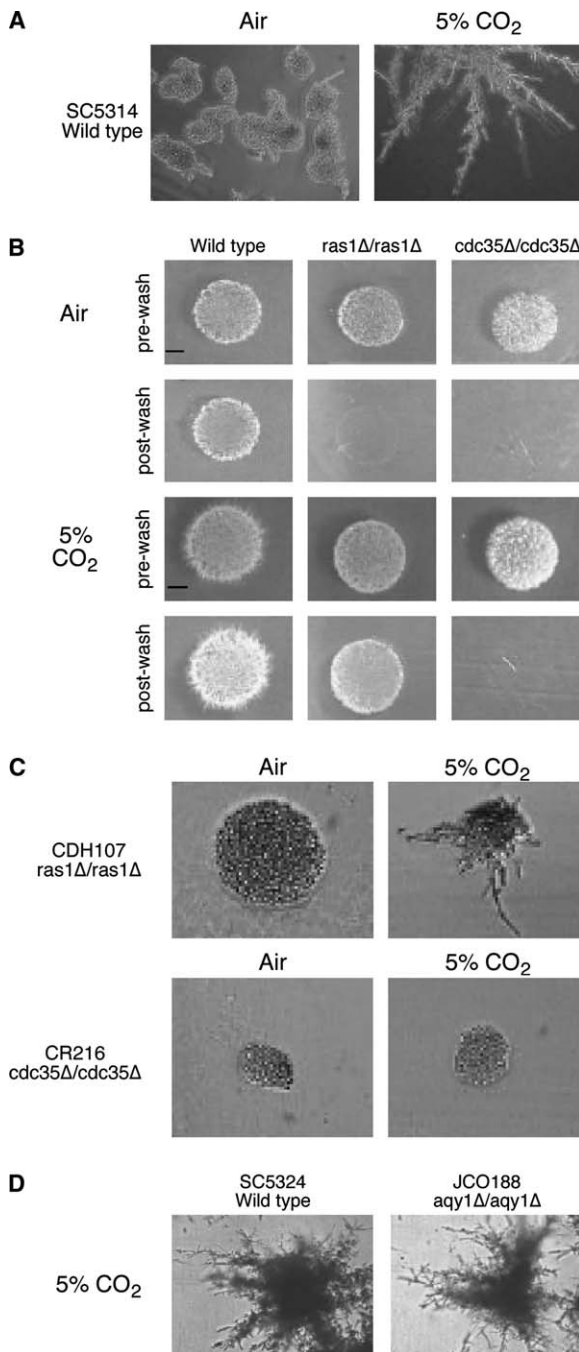 A
Air
5% CO2
SC5314
Wild type
B
Wild type
ras1Δ/ras1Δ
cdc35Δ/cdc35Δ
Air
pre-wash
post-wash
5%
CO2
pre-wash
post-wash
C
Air
5% CO2
CDH107
ras1Δ/ras1Δ
Air
5% CO2
CR216
cdc35Δ/cdc35Δ
D
SC5324
Wild type
JCO188
aqy1Δ/aqy1Δ
5% CO2